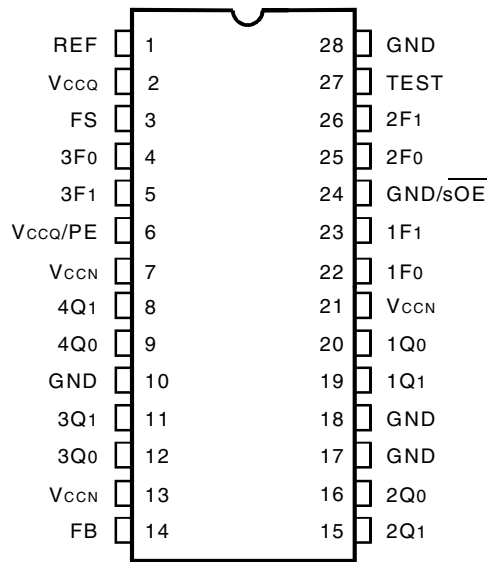 REF 1 28 GND
VCCQ 2 27 TEST
FS 3 26 2F1
3F0 4 25 2F0
3F1 5 24 GND/sOE
VCCQ/PE 6 23 1F1
VCCN 7 22 1F0
4Q1 8 21 VCCN
4Q0 9 20 1Q0
GND 10 19 1Q1
3Q1 11 18 GND
3Q0 12 17 GND
VCCN 13 16 2Q0
FB 14 15 2Q1